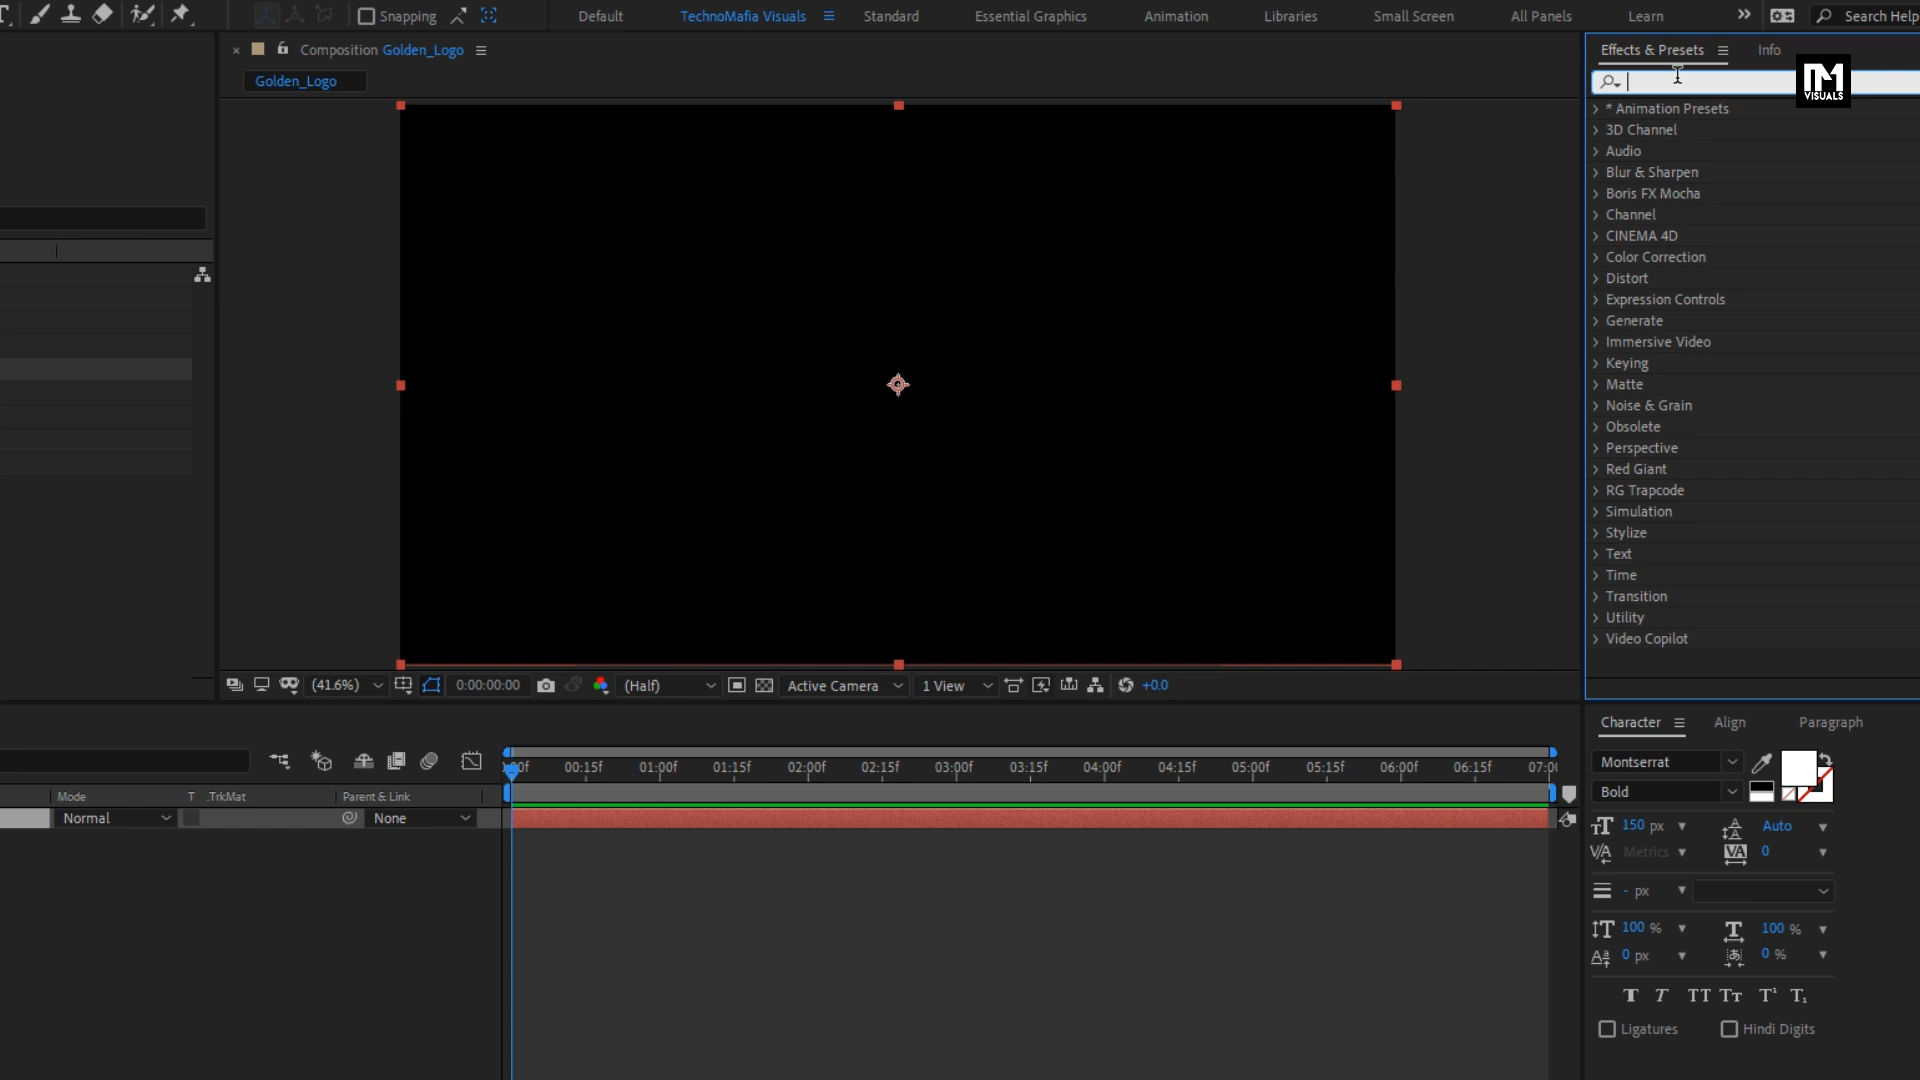 Snapping
Default
TechnoMafia Visuals
Standard
Essential Graphics
Animation
Libraries
Small Screen
All Panels
Learn
Search Help
Composition Golden_Logo
Golden_Logo
Effects & Presets
Info
VISUALS
* Animation Presets
3D Channel
Audio
Blur & Sharpen
Boris FX Mocha
Channel
CINEMA 4D
Color Correction
Distort
Expression Controls
Generate
Immersive Video
Keying
Matte
Noise & Grain
Obsolete
Perspective
Red Giant
RG Trapcode
Simulation
Stylize
Text
Time
Transition
Utility
Video Copilot
(41.6%)
0:00:00:00
(Half)
Active Camera
1 View
+0.0
00:15f 01:00f 01:15f 02:00f 02:15f 03:00f 03:15f 04:00f 04:15f 05:00f 05:15f 06:00f 06:15f 07:00
Mode
T .TrkMat
Parent & Link
Normal
None
Character
Align
Paragraph
Montserrat
Bold
150 px
Auto
Metrics
0
- px
100 %
100 %
0 px
0 %
Ligatures
Hindi Digits